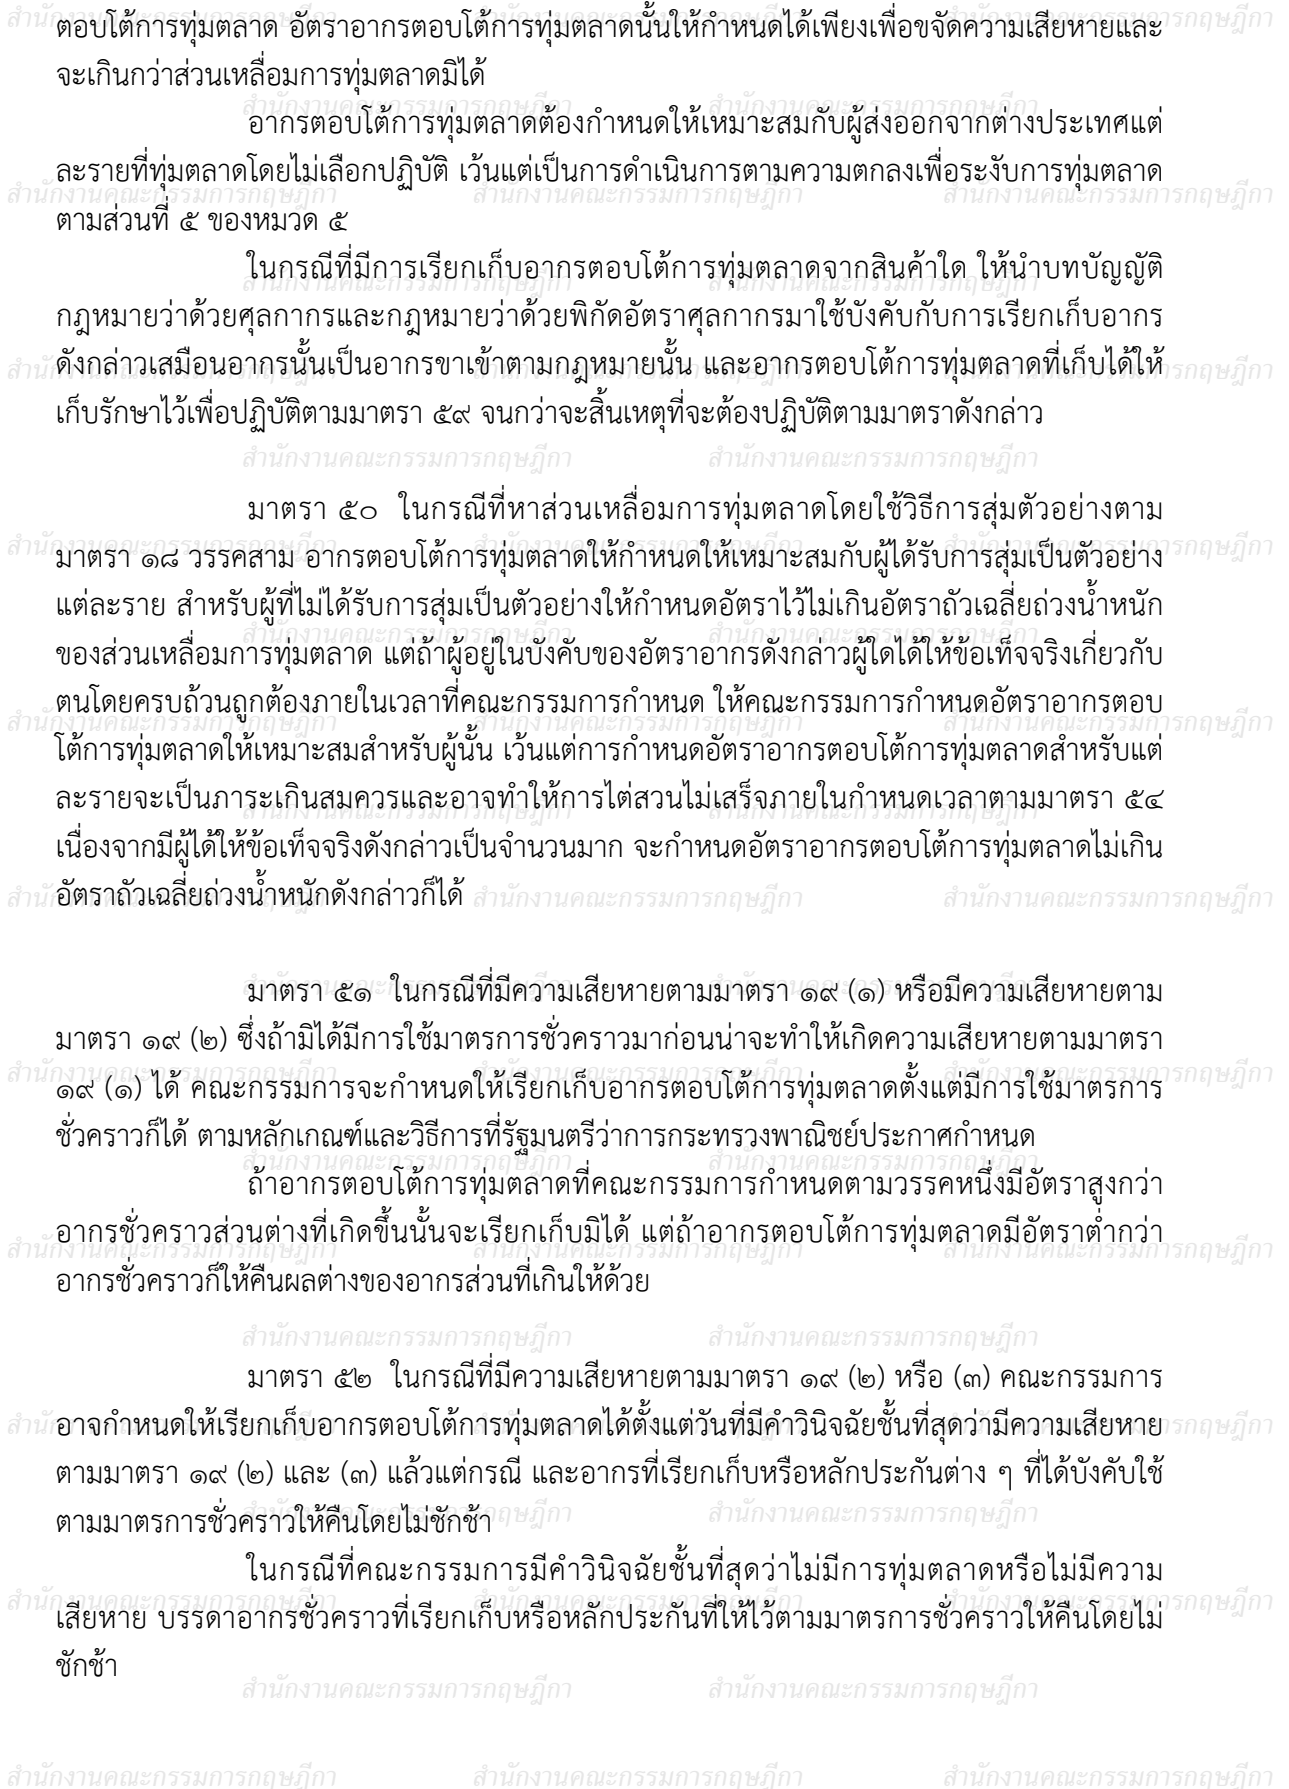 ตอบโต้การทุ่มตลาด อัตราอากรตอบโต้การทุ่มตลาดนั้นให้กำหนดได้เพียงเพื่อขจัดความเสียหายและ
จะเกินกว่าส่วนเหลื่อมการทุ่มตลาดมิได้
อากรตอบโต้การทุ่มตลาดต้องกำหนดให้เหมาะสมกับผู้ส่งออกจากต่างประเทศแต่
ละรายที่ทุ่มตลาดโดยไม่เลือกปฏิบัติ เว้นแต่เป็นการดำเนินการตามความตกลงเพื่อระงับการทุ่มตลาด
ตามส่วนที่ ๕ ของหมวด ๕
ในกรณีที่มีการเรียกเก็บอากรตอบโต้การทุ่มตลาดจากสินค้าใด ให้นำบทบัญญัติ
กฎหมายว่าด้วยศุลกากรและกฎหมายว่าด้วยพิกัดอัตราศุลกากรมาใช้บังคับกับการเรียกเก็บอากร
ดังกล่าวเสมือนอากรนั้นเป็นอากรขาเข้าตามกฎหมายนั้น และอากรตอบโต้การทุ่มตลาดที่เก็บได้ให้
เก็บรักษาไว้เพื่อปฏิบัติตามมาตรา ๕๙ จนกว่าจะสิ้นเหตุที่จะต้องปฏิบัติตามมาตราดังกล่าว
มาตรา ๕๐ ในกรณีที่หาส่วนเหลื่อมการทุ่มตลาดโดยใช้วิธีการสุ่มตัวอย่างตาม
มาตรา ๑๘ วรรคสาม อากรตอบโต้การทุ่มตลาดให้กำหนดให้เหมาะสมกับผู้ได้รับการสุ่มเป็นตัวอย่าง
แต่ละราย สำหรับผู้ที่ไม่ได้รับการสุ่มเป็นตัวอย่างให้กำหนดอัตราไว้ไม่เกินอัตราถัวเฉลี่ยถ่วงน้ำหนัก
ของส่วนเหลื่อมการทุ่มตลาด แต่ถ้าผู้อยู่ในบังคับของอัตราอากรดังกล่าวผู้ใดได้ให้ข้อเท็จจริงเกี่ยวกับ
ตนโดยครบถ้วนถูกต้องภายในเวลาที่คณะกรรมการกำหนด ให้คณะกรรมการกำหนดอัตราอากรตอบ
โต้การทุ่มตลาดให้เหมาะสมสำหรับผู้นั้น เว้นแต่การกำหนดอัตราอากรตอบโต้การทุ่มตลาดสำหรับแต่
ละรายจะเป็นภาระเกินสมควรและอาจทำให้การไต่สวนไม่เสร็จภายในกำหนดเวลาตามมาตรา ๕๔
เนื่องจากมีผู้ได้ให้ข้อเท็จจริงดังกล่าวเป็นจำนวนมาก จะกำหนดอัตราอากรตอบโต้การทุ่มตลาดไม่เกิน
อัตราถัวเฉลี่ยถ่วงน้ำหนักดังกล่าวก็ได้
มาตรา ๕๑ ในกรณีที่มีความเสียหายตามมาตรา ๑๙ (๑) หรือมีความเสียหายตาม
มาตรา ๑๙ (๒) ซึ่งถ้ามิได้มีการใช้มาตรการชั่วคราวมาก่อนน่าจะทำให้เกิดความเสียหายตามมาตรา
๑๙ (๑) ได้ คณะกรรมการจะกำหนดให้เรียกเก็บอากรตอบโต้การทุ่มตลาดตั้งแต่มีการใช้มาตรการ
ชั่วคราวก็ได้ ตามหลักเกณฑ์และวิธีการที่รัฐมนตรีว่าการกระทรวงพาณิชย์ประกาศกำหนด
ถ้าอากรตอบโต้การทุ่มตลาดที่คณะกรรมการกำหนดตามวรรคหนึ่งมีอัตราสูงกว่า
อากรชั่วคราวส่วนต่างที่เกิดขึ้นนั้นจะเรียกเก็บมิได้ แต่ถ้าอากรตอบโต้การทุ่มตลาดมีอัตราต่ำกว่า
อากรชั่วคราวก็ให้คืนผลต่างของอากรส่วนที่เกินให้ด้วย
มาตรา ๕๒ ในกรณีที่มีความเสียหายตามมาตรา ๑๙ (๒) หรือ (๓) คณะกรรมการ
อาจกำหนดให้เรียกเก็บอากรตอบโต้การทุ่มตลาดได้ตั้งแต่วันที่มีคำวินิจฉัยชั้นที่สุดว่ามีความเสียหาย
ตามมาตรา ๑๙ (๒) และ (๓) แล้วแต่กรณี และอากรที่เรียกเก็บหรือหลักประกันต่าง ๆ ที่ได้บังคับใช้
ตามมาตรการชั่วคราวให้คืนโดยไม่ชักช้า
ในกรณีที่คณะกรรมการมีคำวินิจฉัยชั้นที่สุดว่าไม่มีการทุ่มตลาดหรือไม่มีความ
เสียหาย บรรดาอากรชั่วคราวที่เรียกเก็บหรือหลักประกันที่ให้ไว้ตามมาตรการชั่วคราวให้คืนโดยไม่
ชักช้า